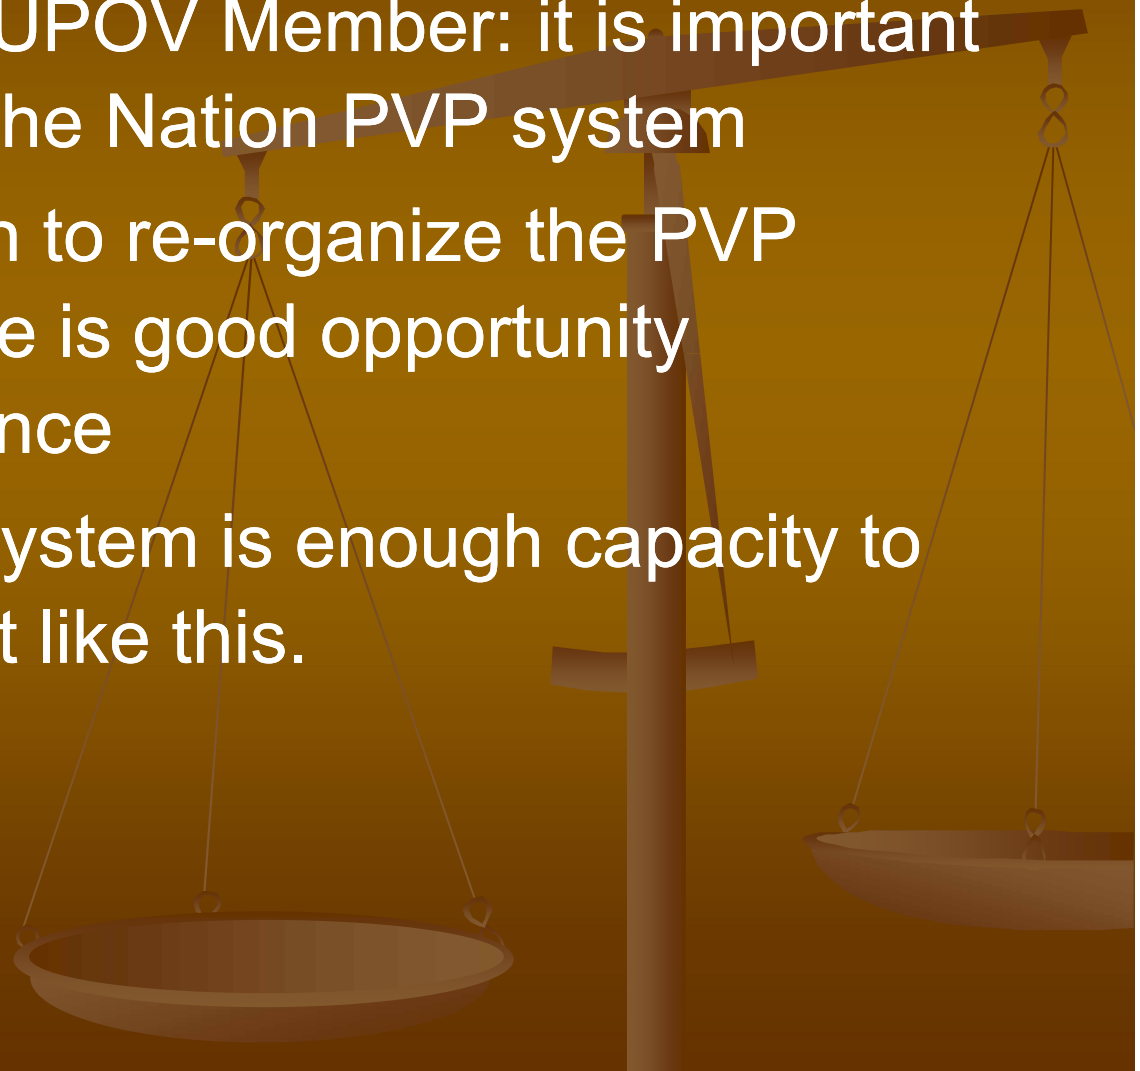 UPOV Member: it is important
he Nation PVP system
n to re-organize the PVP
e is good opportunity
nce
ystem is enough capacity to
t like this.